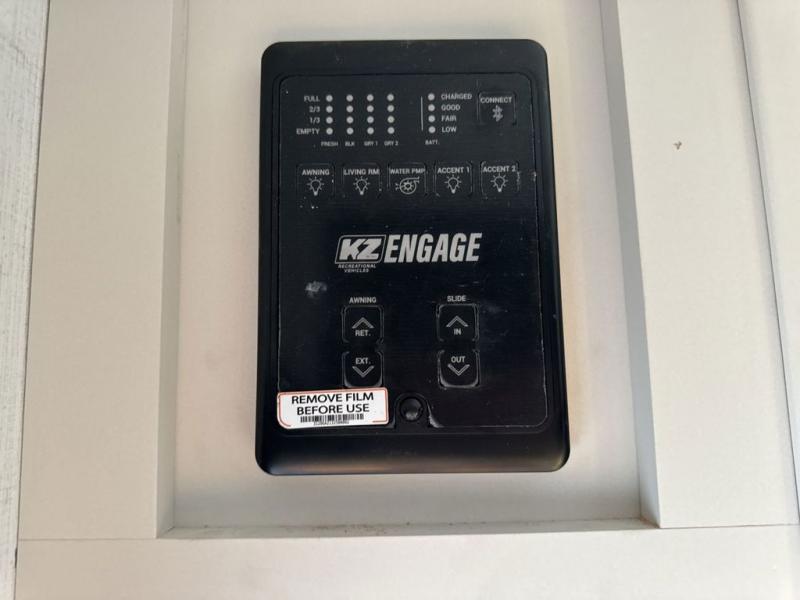 FULL
2/3
1/3
EMPTY
FRESH BLK GRY 1 GRY 2
CHARGED
GOOD
FAIR
LOW
BATT.
CONNECT
AWNING LIVING RM WATER PMP ACCENT 1 ACCENT 2
KZ ENGAGE
RECREATIONAL
VEHICLES
AWNING SLIDE
RET. IN
EXT. OUT
REMOVE FILM
BEFORE USE